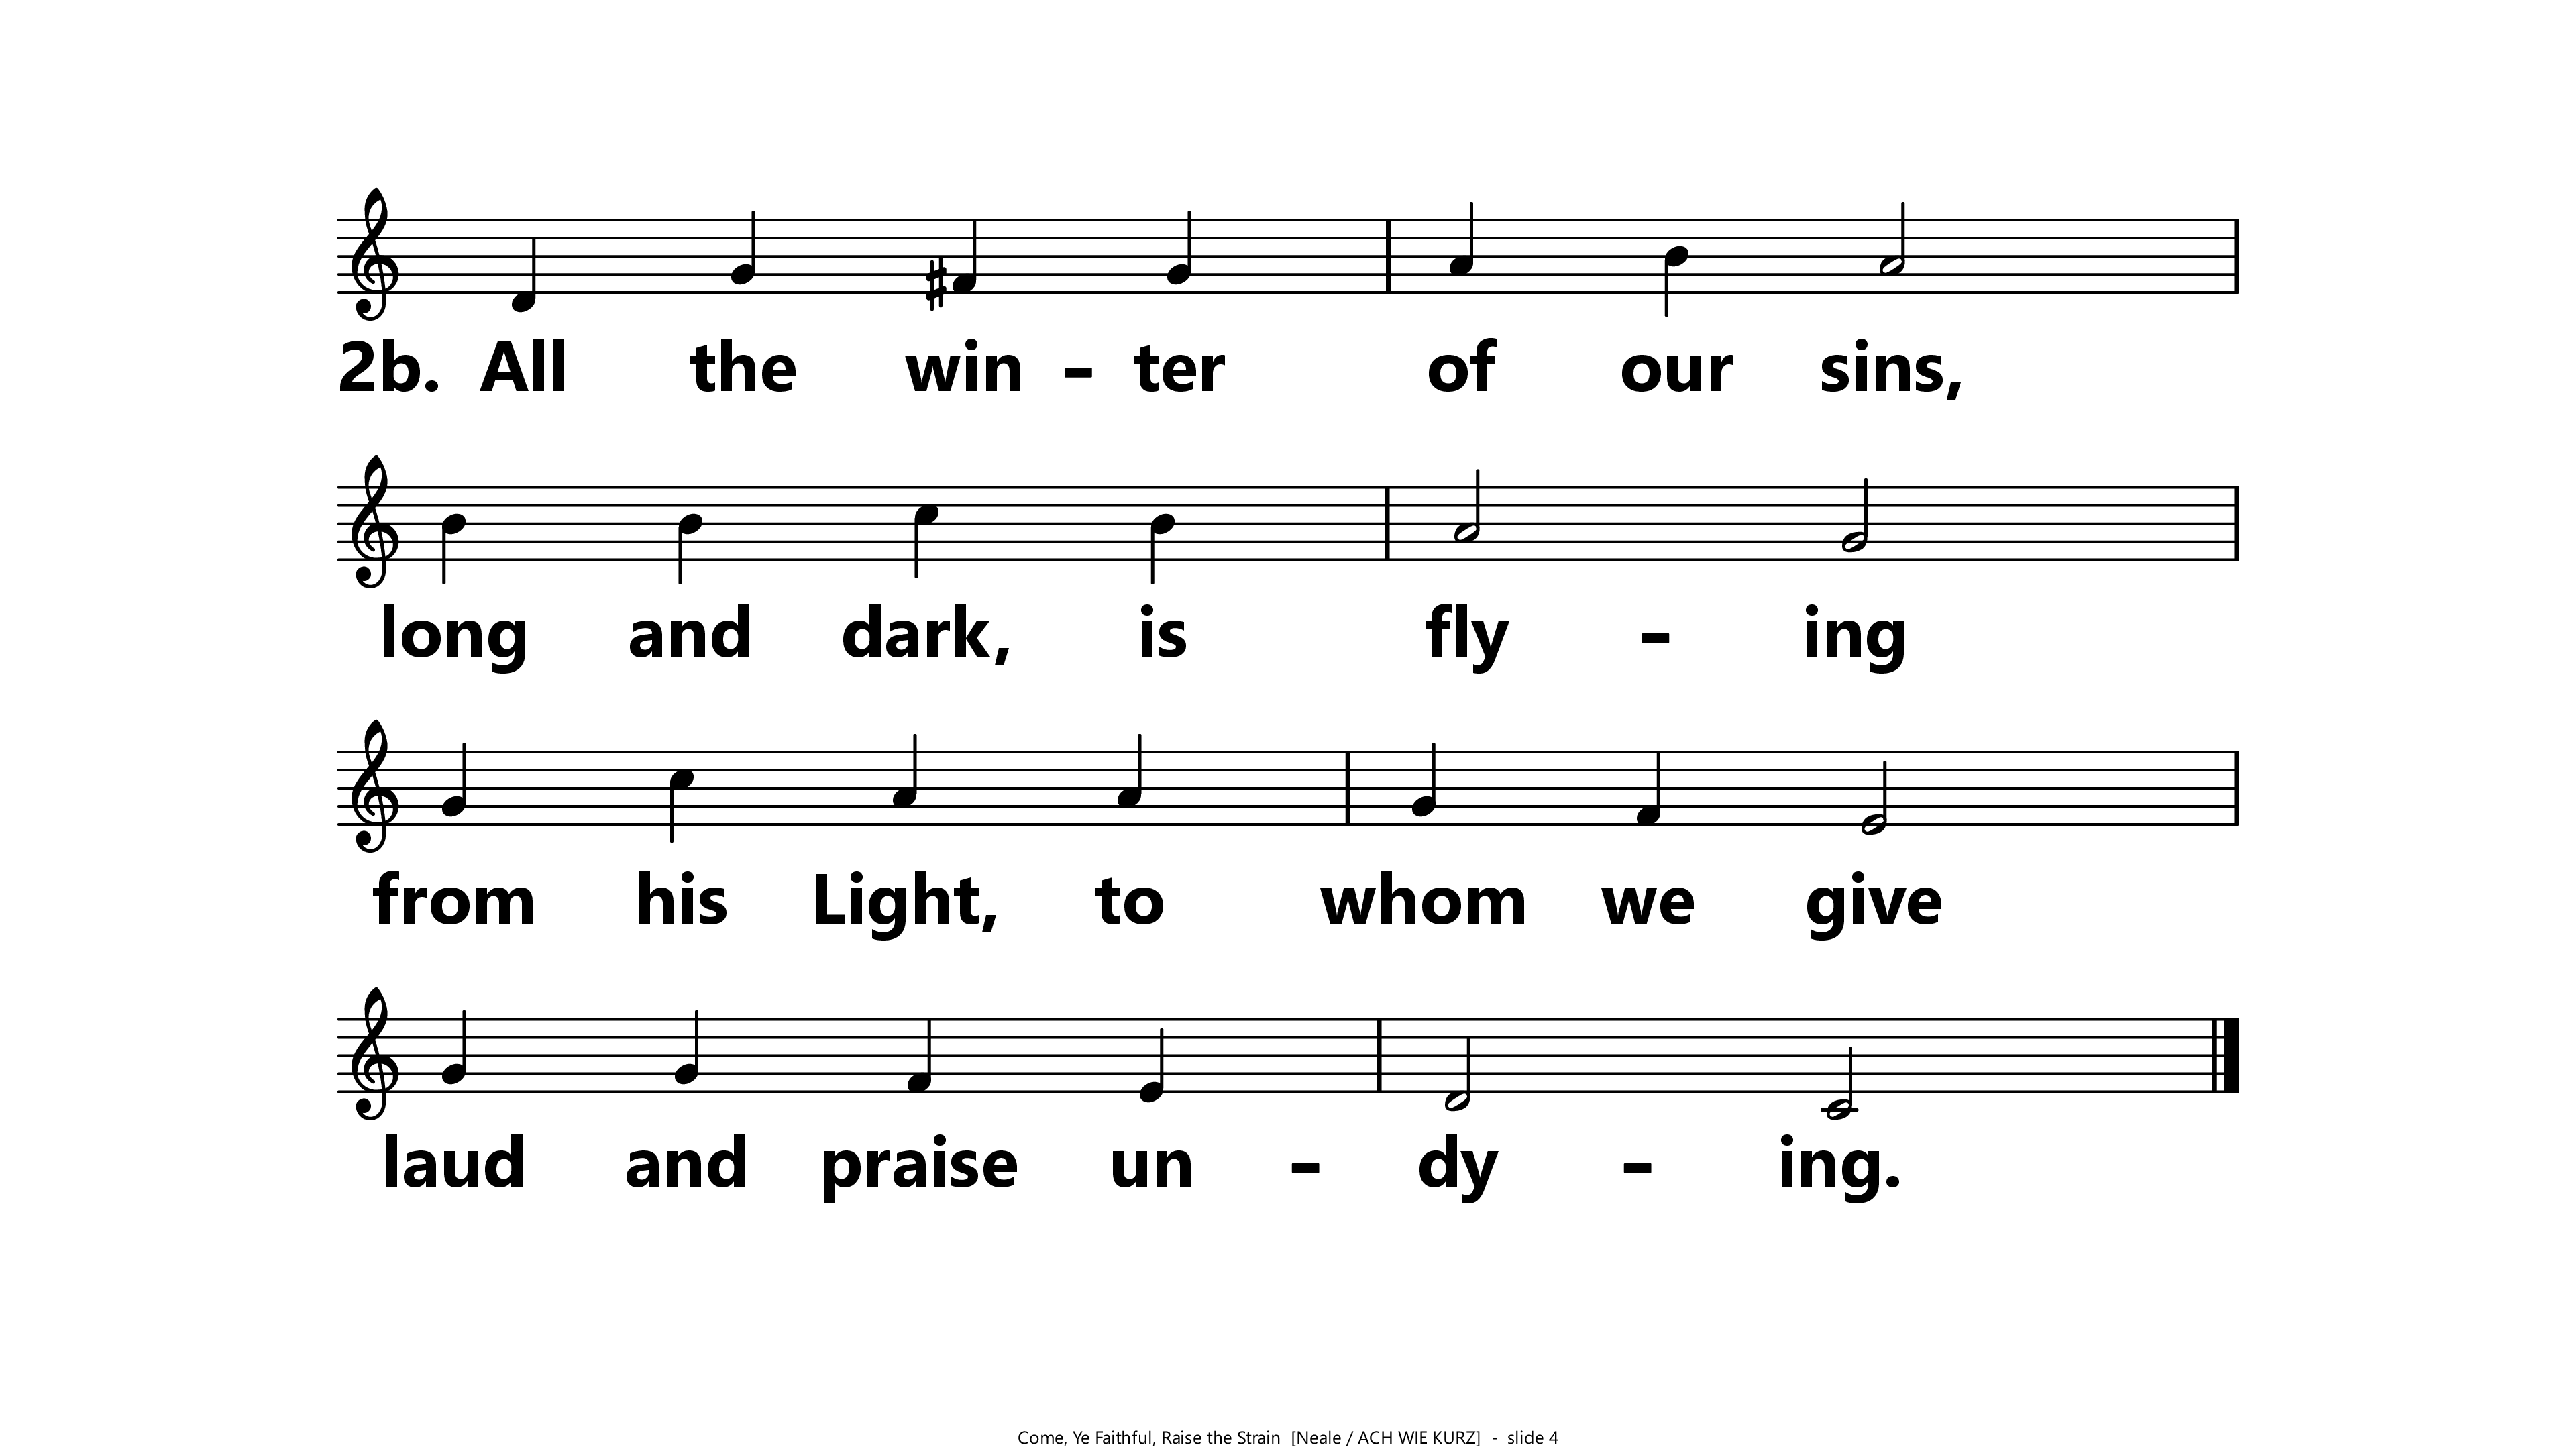 2b. All the win - ter of our sins,
long and dark, is fly - ing
from his Light, to whom we give
laud and praise un - dy - ing.
Come, Ye Faithful, Raise the Strain [Neale / ACH WIE KURZ] - slide 4